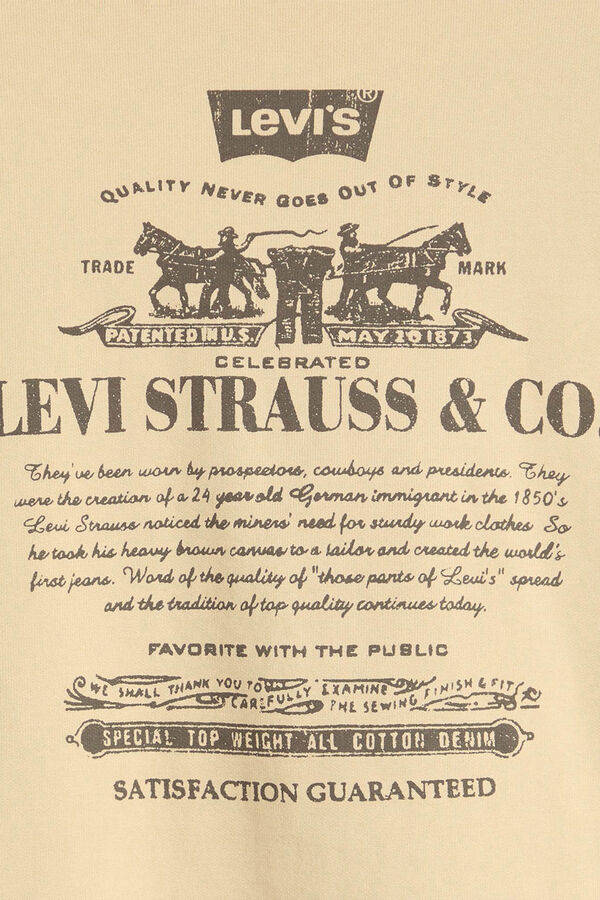 Levi's®
QUALITY NEVER GOES OUT OF STYLE
TRADE MARK
PATENTED IN U.S. MAY 20 1873
CELEBRATED
LEVI STRAUSS & CO.
They've been worn by prospectors, cowboys and presidents. They
were the creation of a 24 year old German immigrant in the 1850's
Levi Strauss noticed the miners' need for sturdy work clothes So
he took his heavy brown canvas to a tailor and created the world's
first jeans. Word of the quality of "those pants of Levi's" spread
and the tradition of top quality continues today.
FAVORITE WITH THE PUBLIC
WE SHALL THANK YOU TO CAREFULLY EXAMINE THE SEWING FINISH & FIT
SPECIAL TOP WEIGHT ALL COTTON DENIM
SATISFACTION GUARANTEED